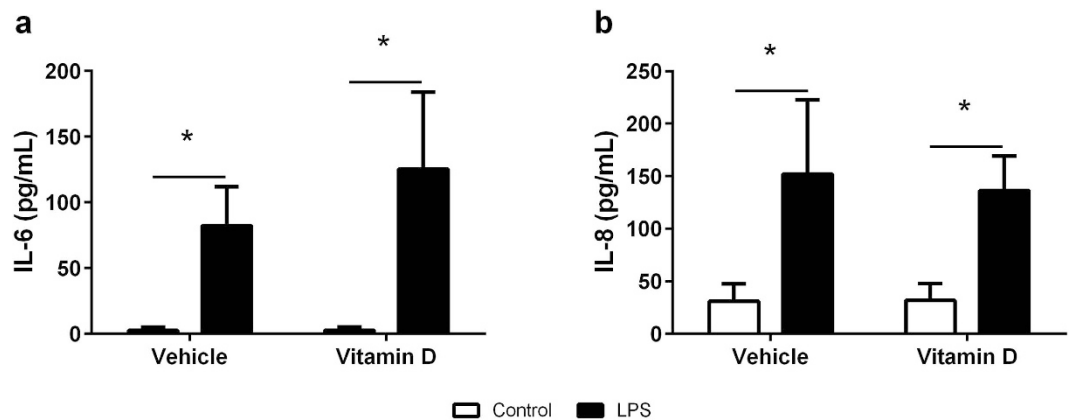 a
*
*
200
150
100
50
0
IL-6 (pg/mL)
Vehicle Vitamin D
b
*
*
250
200
150
100
50
0
IL-8 (pg/mL)
Vehicle Vitamin D
Control LPS